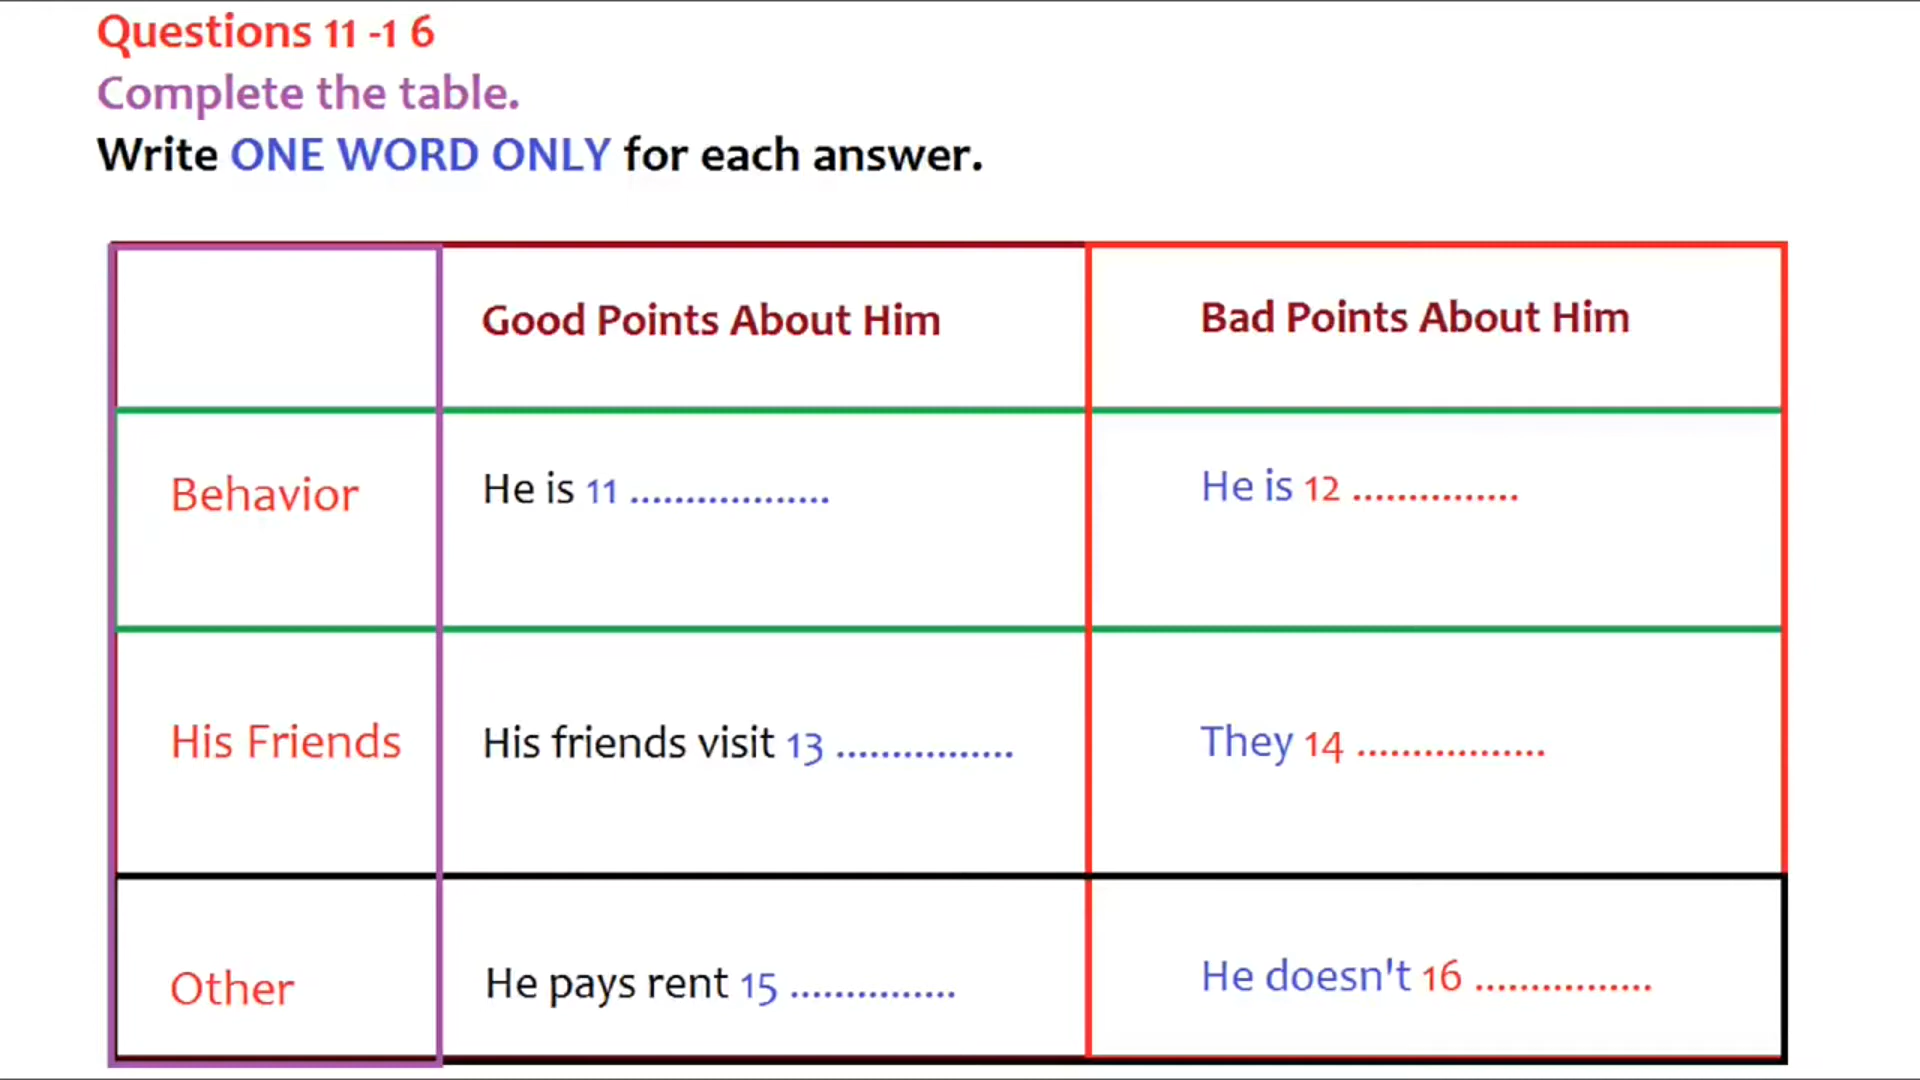 Questions 11 -1 6
Complete the table.
Write ONE WORD ONLY for each answer.
Good Points About Him
Bad Points About Him
Behavior
He is 11 ..................
He is 12 ...............
His Friends
His friends visit 13 ................
They 14 .................
Other
He pays rent 15 ...............
He doesn't 16 ................